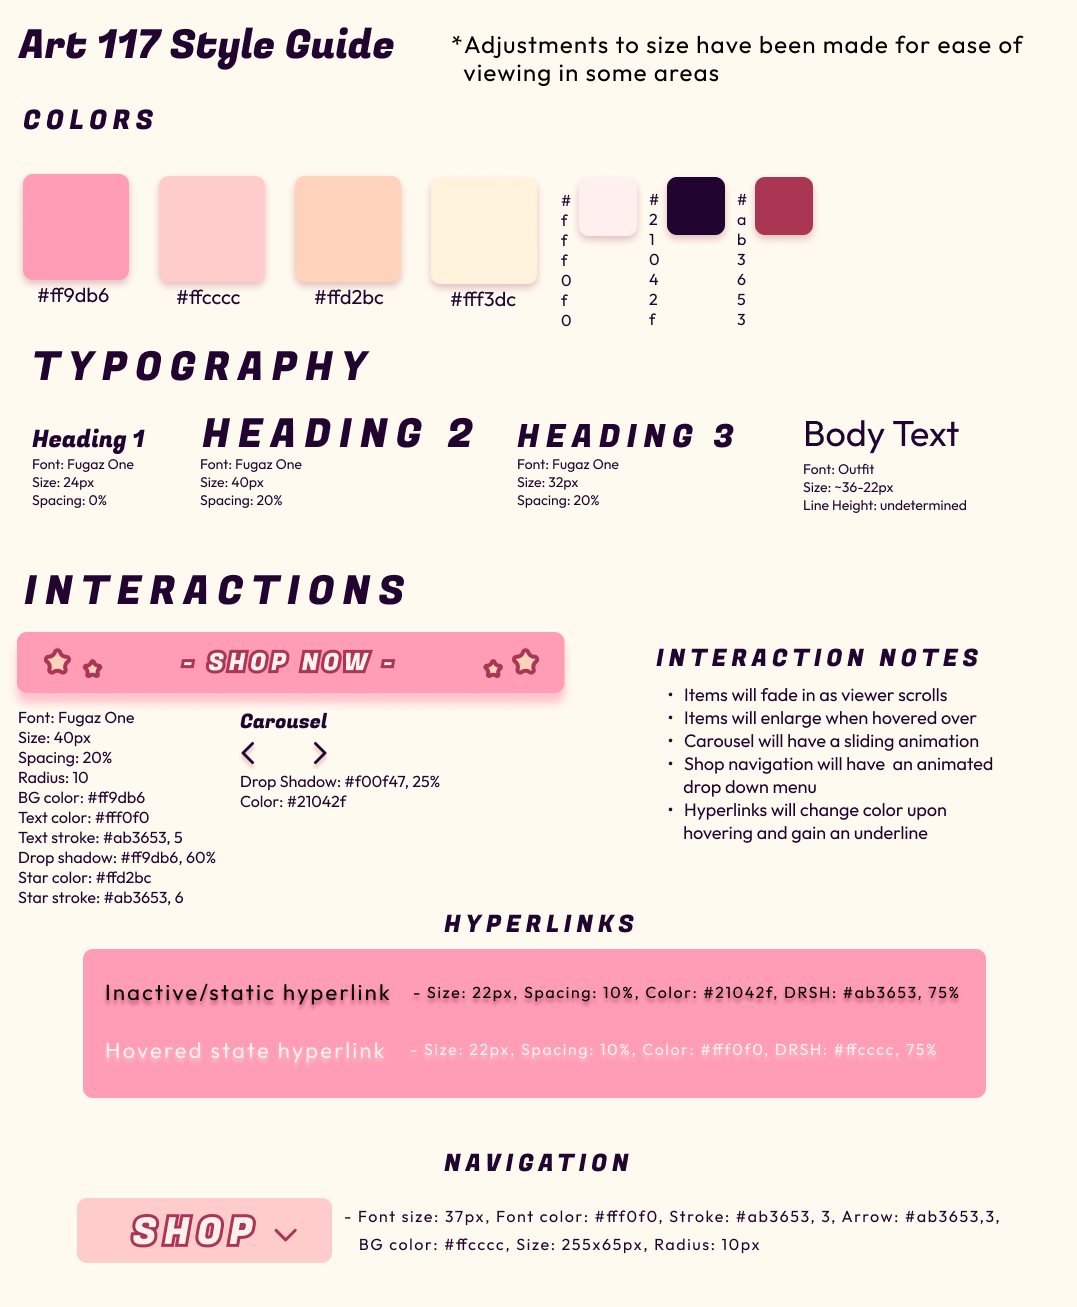 Art 117 Style Guide
*Adjustments to size have been made for ease of
viewing in some areas
COLORS
#ff9db6
#ffcccc
#ffd2bc
#fff3dc
#fff0f0
#21042f
#ab3653
TYPOGRAPHY
Heading 1
Font: Fugaz One
Size: 24px
Spacing: 0%
HEADING 2
Font: Fugaz One
Size: 40px
Spacing: 20%
HEADING 3
Font: Fugaz One
Size: 32px
Spacing: 20%
Body Text
Font: Outfit
Size: ~36-22px
Line Height: undetermined
INTERACTIONS
- SHOP NOW -
Font: Fugaz One
Size: 40px
Spacing: 20%
Radius: 10
BG color: #ff9db6
Text color: #fff0f0
Text stroke: #ab3653, 5
Drop shadow: #ff9db6, 60%
Star color: #ffd2bc
Star stroke: #ab3653, 6
Carousel
Drop Shadow: #f00f47, 25%
Color: #21042f
INTERACTION NOTES
• Items will fade in as viewer scrolls
• Items will enlarge when hovered over
• Carousel will have a sliding animation
• Shop navigation will have an animated
drop down menu
• Hyperlinks will change color upon
hovering and gain an underline
HYPERLINKS
Inactive/static hyperlink - Size: 22px, Spacing: 10%, Color: #21042f, DRSH: #ab3653, 75%
Hovered state hyperlink - Size: 22px, Spacing: 10%, Color: #fff0f0, DRSH: #ffcccc, 75%
NAVIGATION
SHOP
- Font size: 37px, Font color: #fff0f0, Stroke: #ab3653, 3, Arrow: #ab3653,3,
BG color: #ffcccc, Size: 255x65px, Radius: 10px